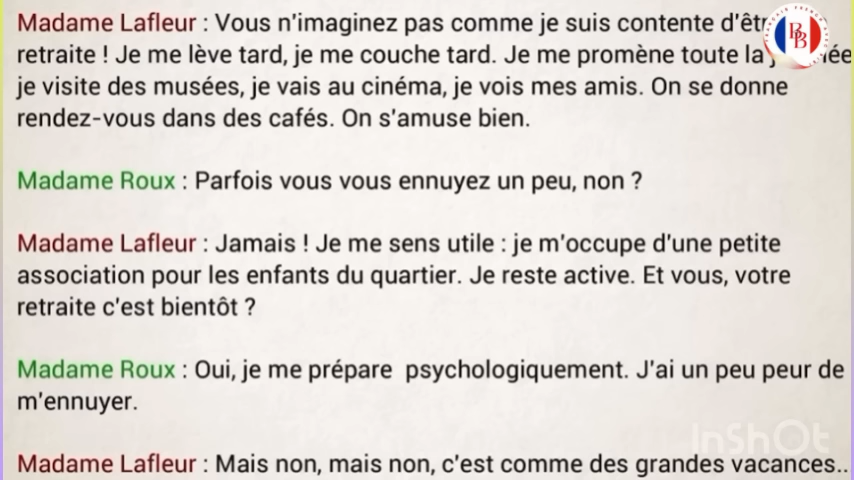 Madame Lafleur : Vous n'imaginez pas comme je suis contente d'
retraite ! Je me lève tard, je me couche tard. Je me promène toute la
je visite des musées, je vais au cinéma, je vois mes amis. On se donne
rendez-vous dans des cafés. On s'amuse bien.
Madame Roux : Parfois vous vous ennuyez un peu, non ?
Madame Lafleur : Jamais ! Je me sens utile : je m'occupe d'une petite
association pour les enfants du quartier. Je reste active. Et vous, votre
retraite c'est bientôt ?
Madame Roux : Oui, je me prépare psychologiquement. J'ai un peu peur de
m'ennuyer.
InShOt
Madame Lafleur : Mais non, mais non, c'est comme des grandes vacances..